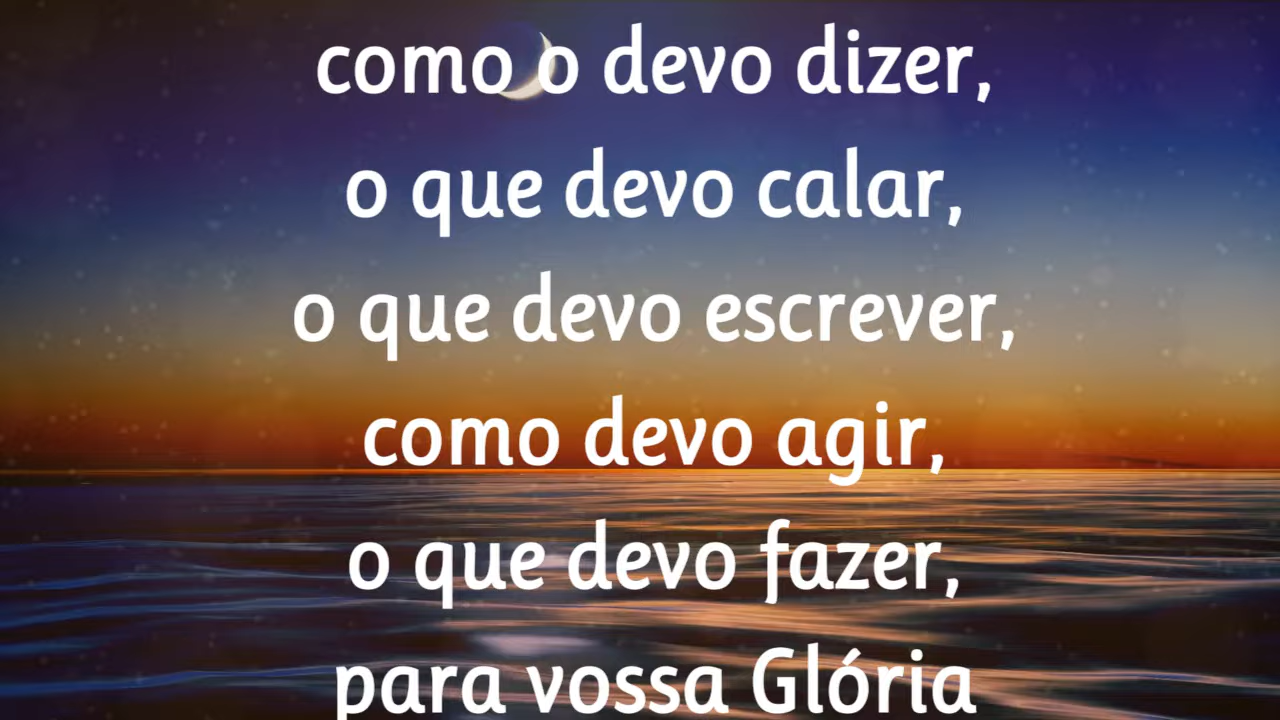 como o devo dizer,
o que devo calar,
o que devo escrever,
como devo agir,
o que devo fazer,
para vossa Glória